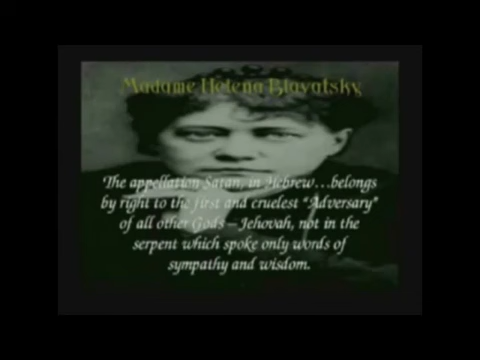 Madame Helena Blavatsky
The appellation Satan, in Hebrew…belongs
by right to the first and cruelest “Adversary”
of all other Gods – Jehovah, not in the
serpent which spoke only words of
sympathy and wisdom.